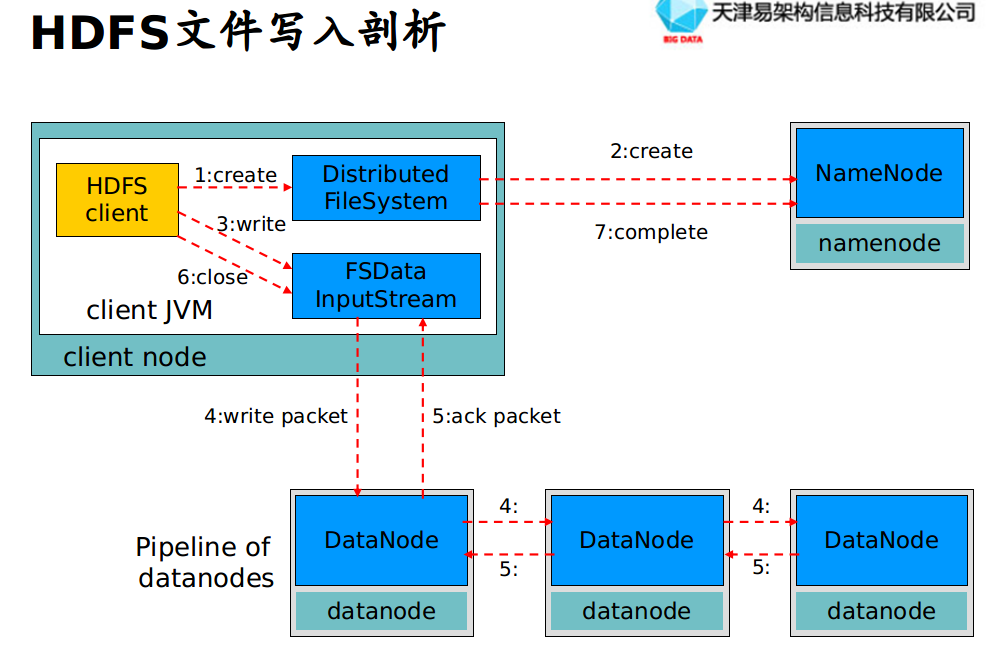 HDFS文件写入剖析
天津易架构信息科技有限公司
BIG DATA
HDFS
client
1:create
Distributed
FileSystem
2:create
7:complete
NameNode
namenode
3:write
6:close
FSData
InputStream
client JVM
client node
4:write packet
5:ack packet
Pipeline of
datanodes
DataNode
datanode
4:
5:
DataNode
datanode
4:
5:
DataNode
datanode